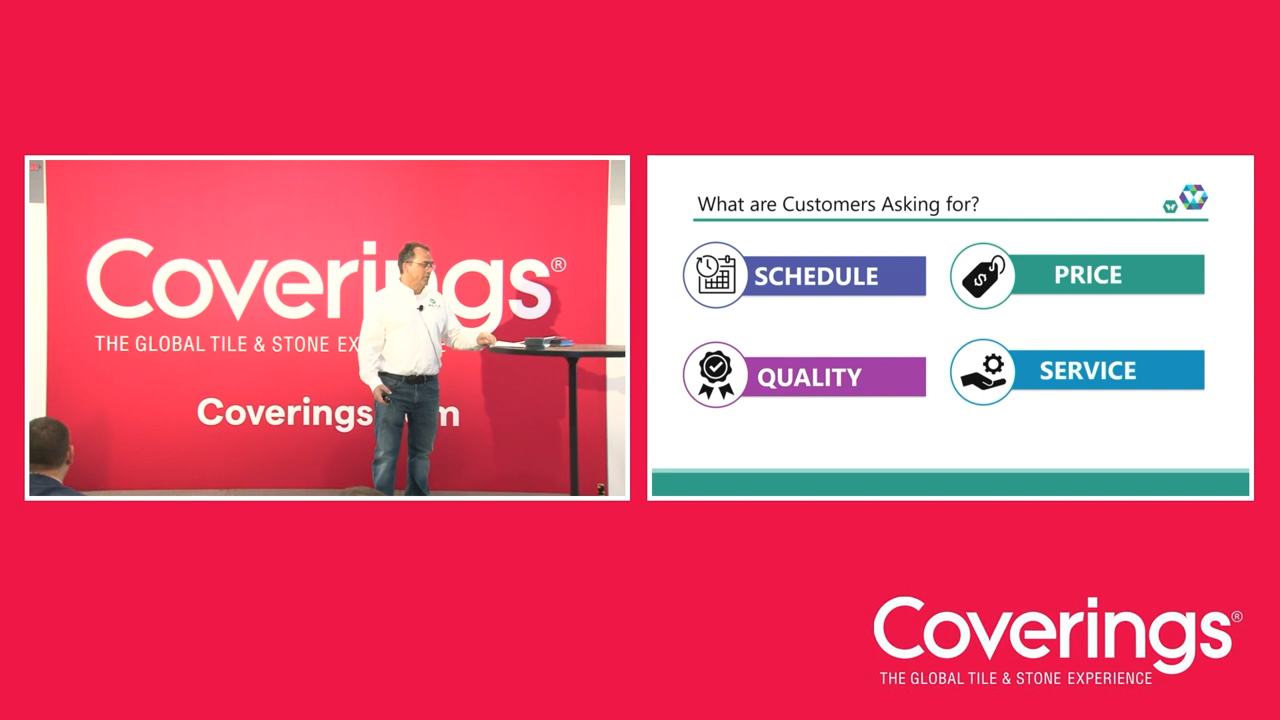 Coverings®
THE GLOBAL TILE & STONE EX
Coverings
m
What are Customers Asking for?
SCHEDULE
PRICE
QUALITY
SERVICE
Coverings®
THE GLOBAL TILE & STONE EXPERIENCE